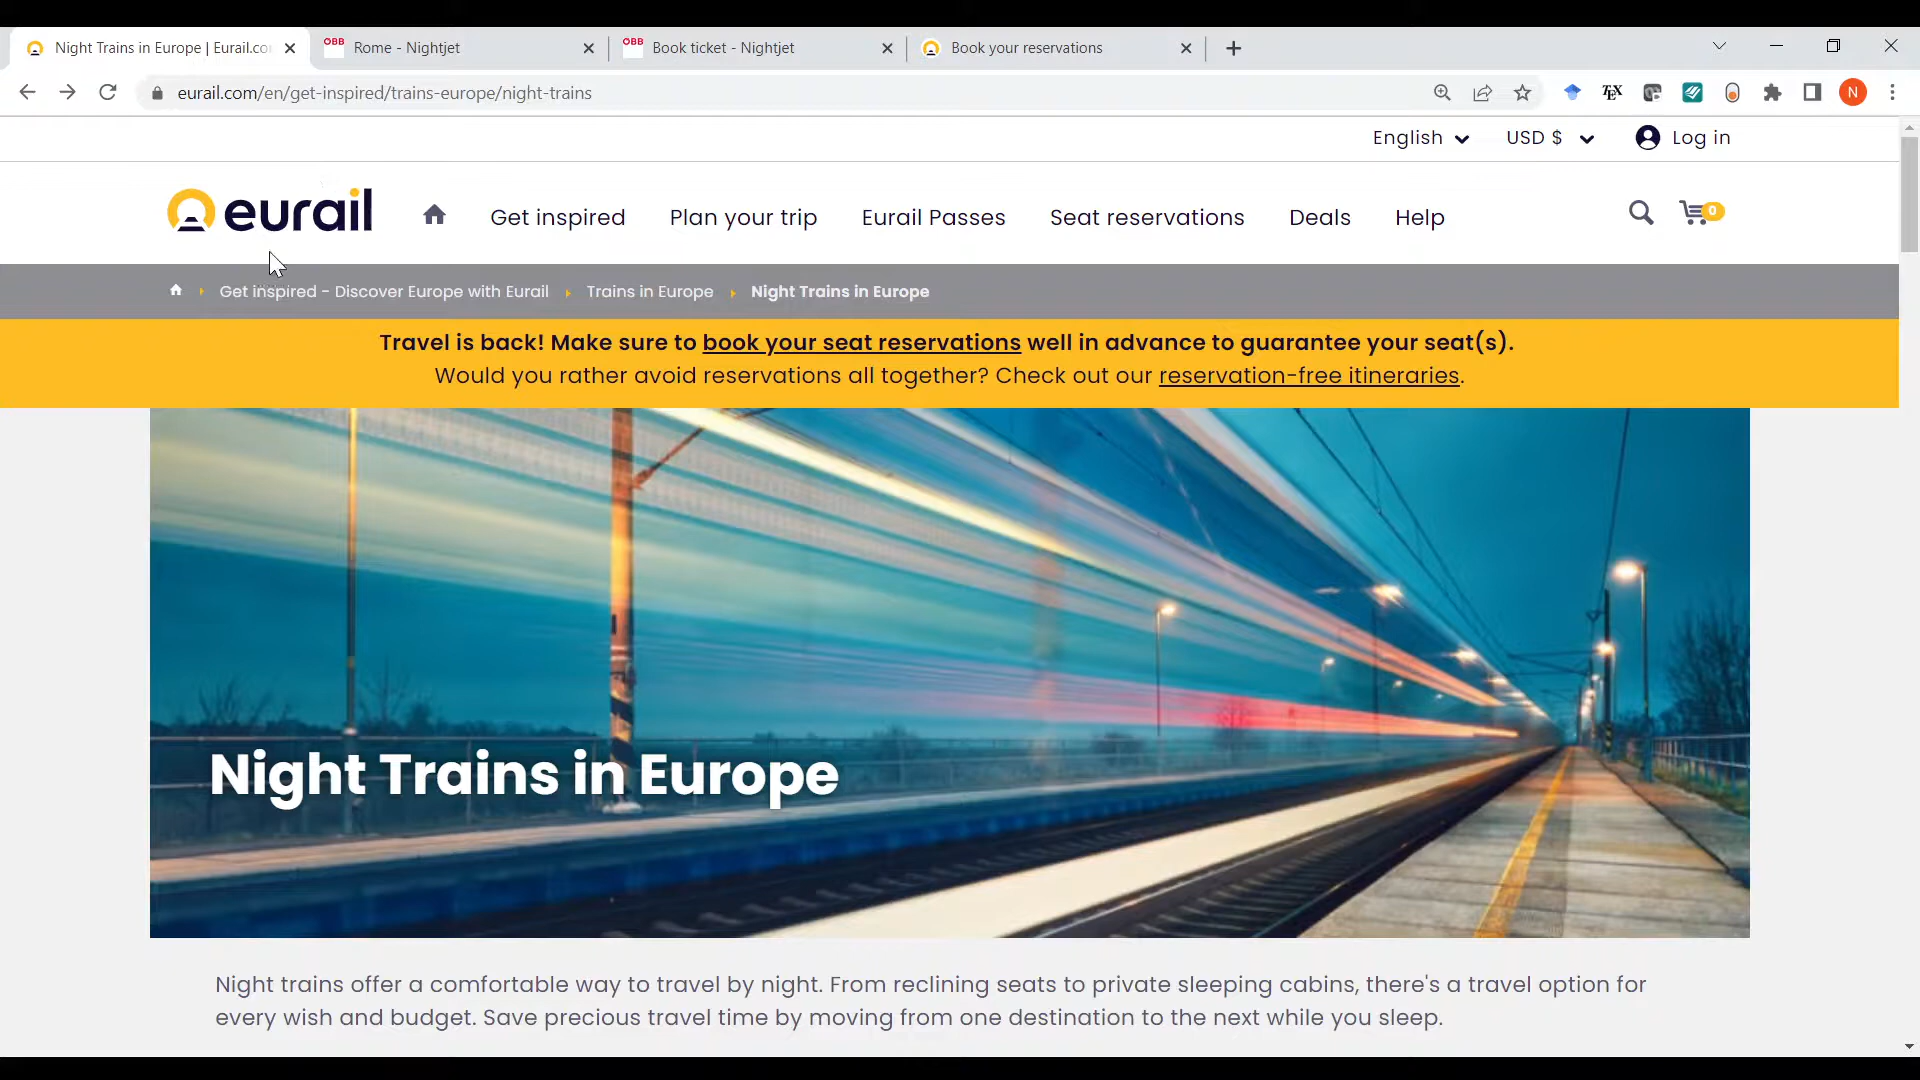 Night Trains in Europe | Eurail.co
ÖBB Rome - Nightjet
ÖBB Book ticket - Nightjet
Book your reservations
eurail.com/en/get-inspired/trains-europe/night-trains
TEX
N
English
USD $
Log in
eurail
Get inspired
Plan your trip
Eurail Passes
Seat reservations
Deals
Help
0
Get inspired - Discover Europe with Eurail
Trains in Europe
Night Trains in Europe
Travel is back! Make sure to book your seat reservations well in advance to guarantee your seat(s).
Would you rather avoid reservations all together? Check out our reservation-free itineraries.
Night Trains in Europe
Night trains offer a comfortable way to travel by night. From reclining seats to private sleeping cabins, there's a travel option for
every wish and budget. Save precious travel time by moving from one destination to the next while you sleep.